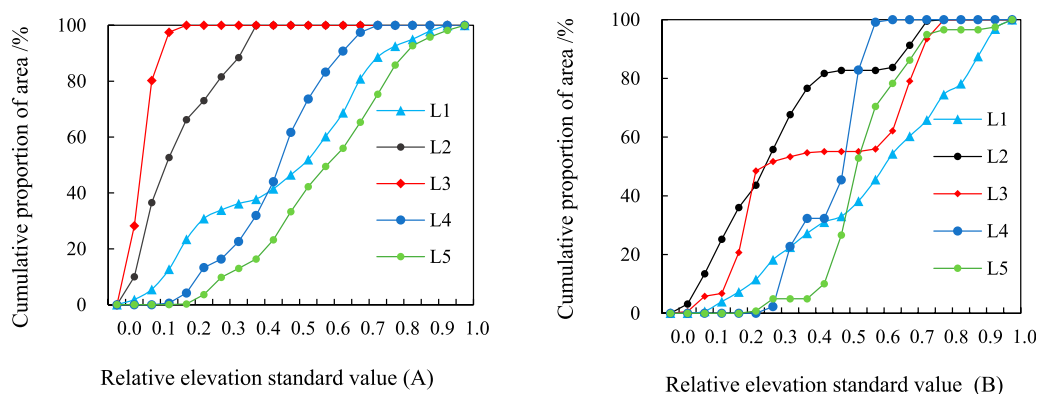 Cumulative proportion of area /%
100
80
60
40
20
0
0.0 0.1 0.2 0.3 0.4 0.5 0.6 0.7 0.8 0.9 1.0
L1
L2
L3
L4
L5
Relative elevation standard value (A)
Cumulative proportion of area /%
100
80
60
40
20
0
0.0 0.1 0.2 0.3 0.4 0.5 0.6 0.7 0.8 0.9 1.0
L1
L2
L3
L4
L5
Relative elevation standard value (B)